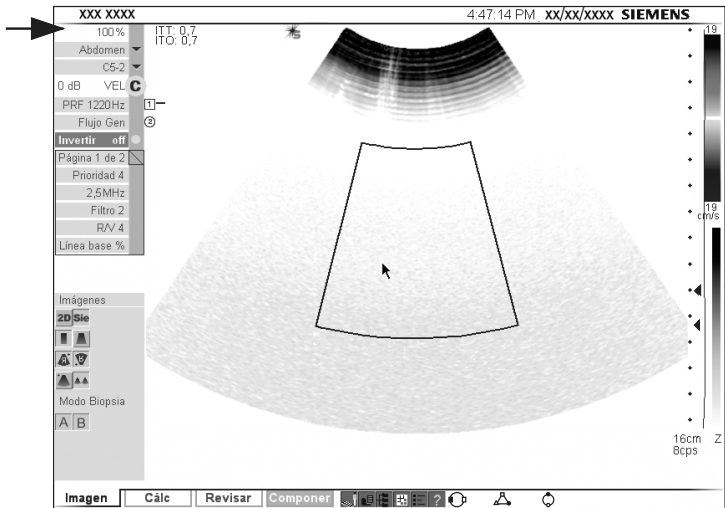 XXX XXXX 4:47:14 PM XX/XX/XXXX SIEMENS
100%
ITT: 0,7
ITO: 0,7
S
19
Abdomen
C5-2
0 dB VEL C
PRF 1220Hz 1
Flujo Gen 2
Invertir off
Página 1 de 2
Prioridad 4
2,5MHz
Filtro 2
R/V 4
Línea base %
19
cm/s
Imágenes
2D Sie
A B
Modo Biopsia
A B
16cm Z
8cps
Imagen Cálc Revisar Componer ?